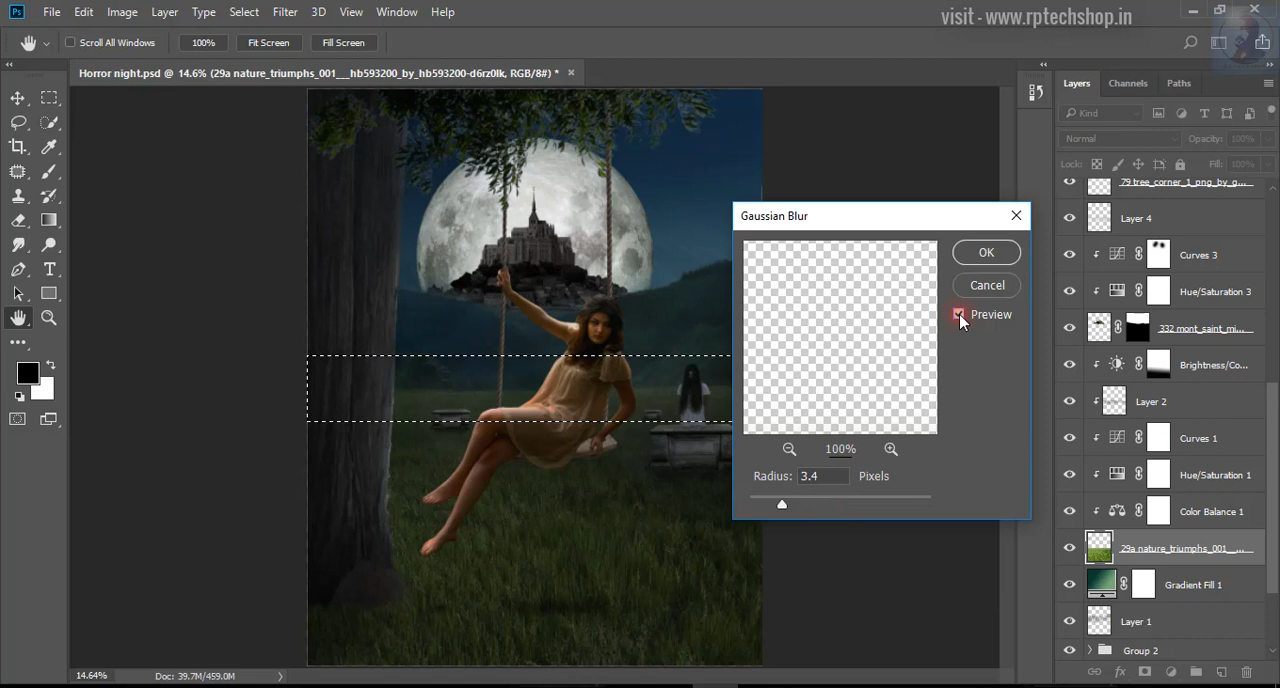 File Edit Image Layer Type Select Filter 3D View Window Help
visit - www.rptechshop.in
Scroll All Windows 100% Fit Screen Fill Screen
Horror night.psd @ 14.6% (29a nature_triumphs_001___hb593200_by_hb593200-d6rz0lk, RGB/8#) *
Layers Channels Paths
Kind
Normal Opacity: 100%
Lock: Fill: 100%
79 tree_corner_1_png_by_g...
Layer 4
Curves 3
Hue/Saturation 3
332 mont_saint_mi...
Brightness/Co...
Layer 2
Curves 1
Hue/Saturation 1
Color Balance 1
29a nature_triumphs_001__...
Gradient Fill 1
Layer 1
Group 2
Gaussian Blur
OK
Cancel
Preview
100%
Radius: 3.4 Pixels
14.64% Doc: 39.7M/459.0M